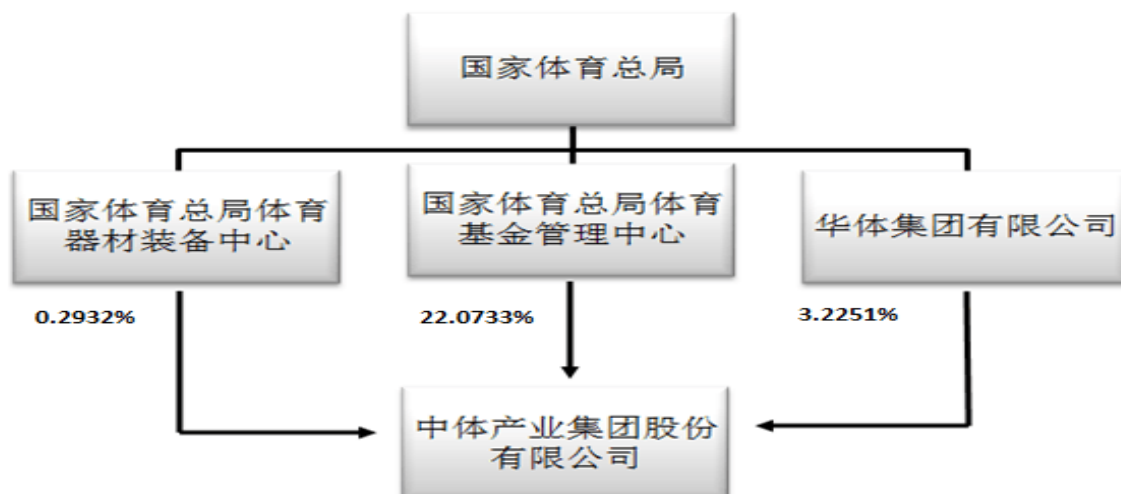 国家体育总局
国家体育总局体育
器材装备中心
国家体育总局体育
基金管理中心
华体集团有限公司
0.2932%
22.0733%
3.2251%
中体产业集团股份
有限公司